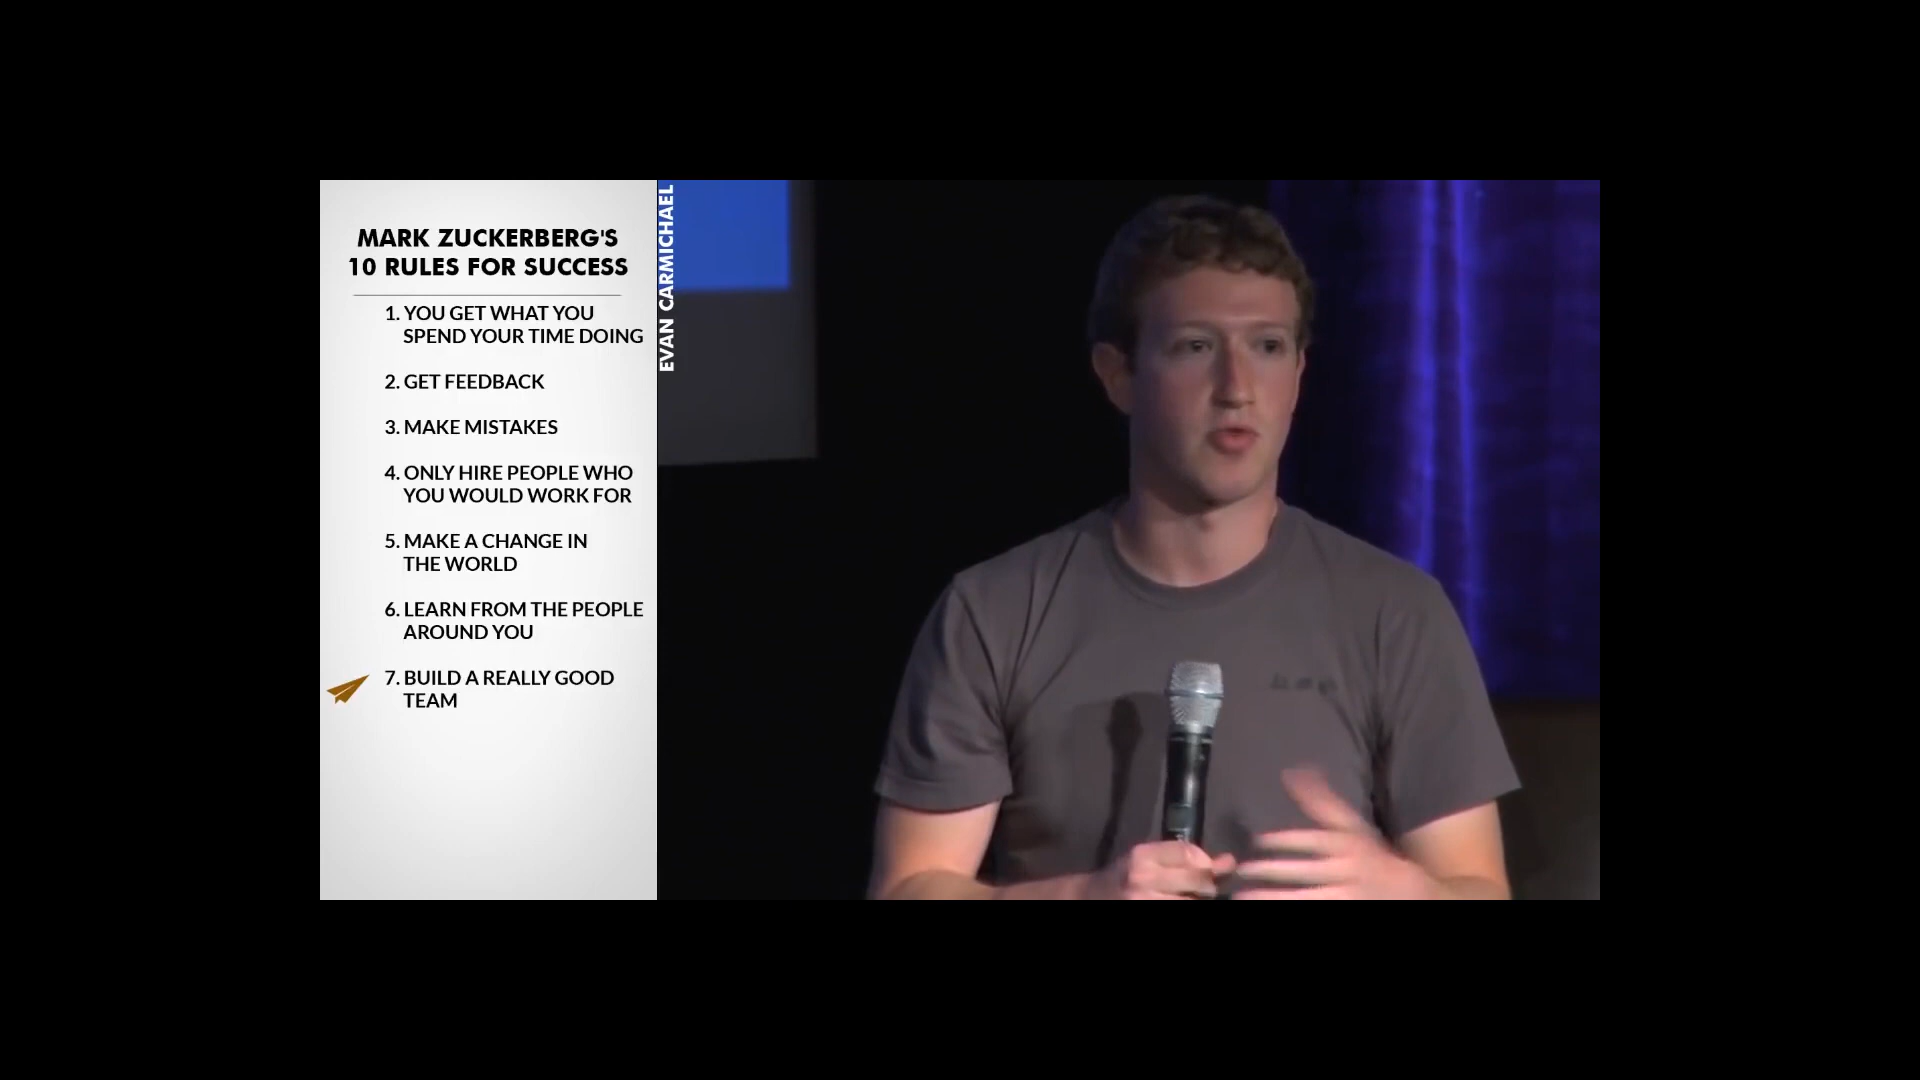 MARK ZUCKERBERG'S
10 RULES FOR SUCCESS
1. YOU GET WHAT YOU
SPEND YOUR TIME DOING
2. GET FEEDBACK
3. MAKE MISTAKES
4. ONLY HIRE PEOPLE WHO
YOU WOULD WORK FOR
5. MAKE A CHANGE IN
THE WORLD
6. LEARN FROM THE PEOPLE
AROUND YOU
7. BUILD A REALLY GOOD
TEAM
EVAN CARMICHAEL